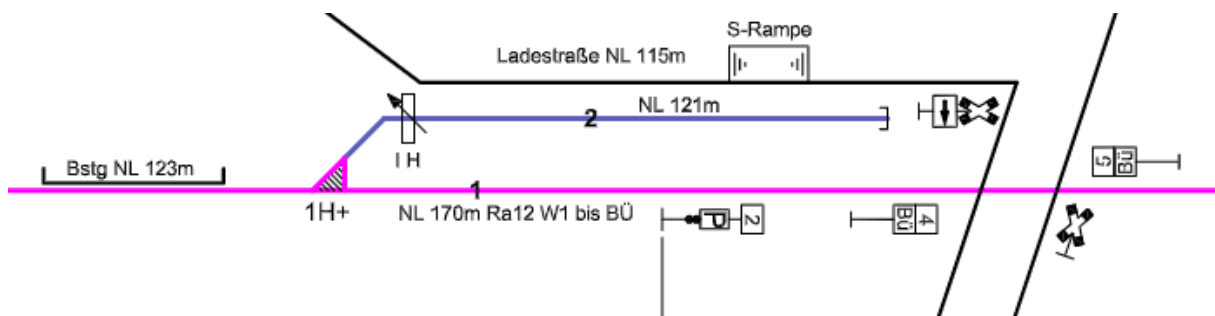 S-Rampe
Ladestraße NL 115m
NL 121m
2
I H
Bstg NL 123m
1
1H+
NL 170m Ra12 W1 bis BÜ
P 2
Bü 4
5 Bü